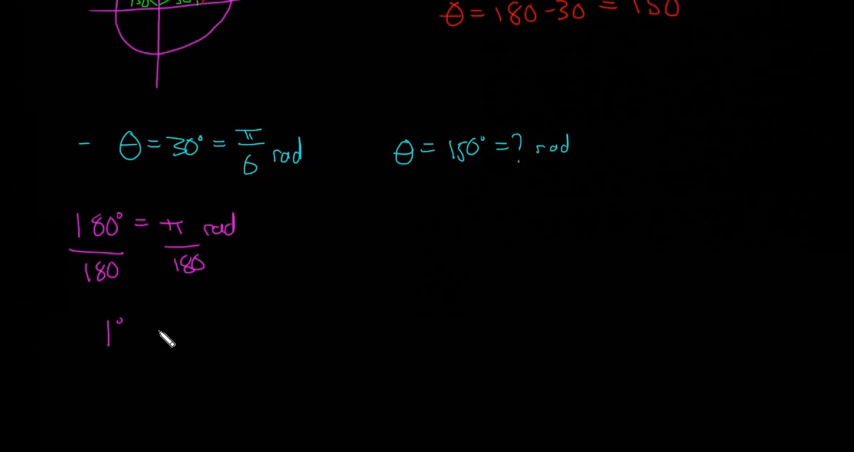 θ = 180 - 30 = 150
- θ = 30° = π/6 rad
θ = 150° = ? rad
180° = π rad
180 180
1°